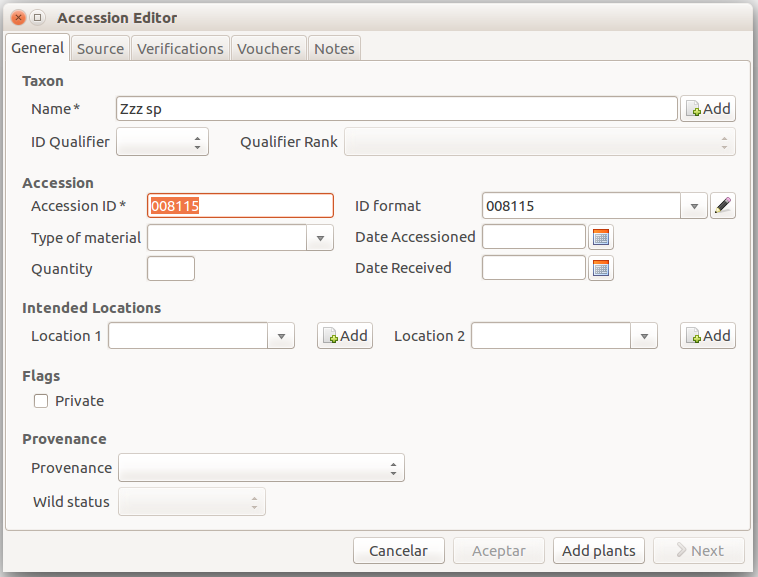 Accession Editor
General Source Verifications Vouchers Notes
Taxon
Name* Zzz sp Add
ID Qualifier Qualifier Rank
Accession
Accession ID* 008115 ID format 008115
Type of material Date Accessioned
Quantity Date Received
Intended Locations
Location 1 Add Location 2 Add
Flags
Private
Provenance
Provenance
Wild status
Cancelar Aceptar Add plants Next